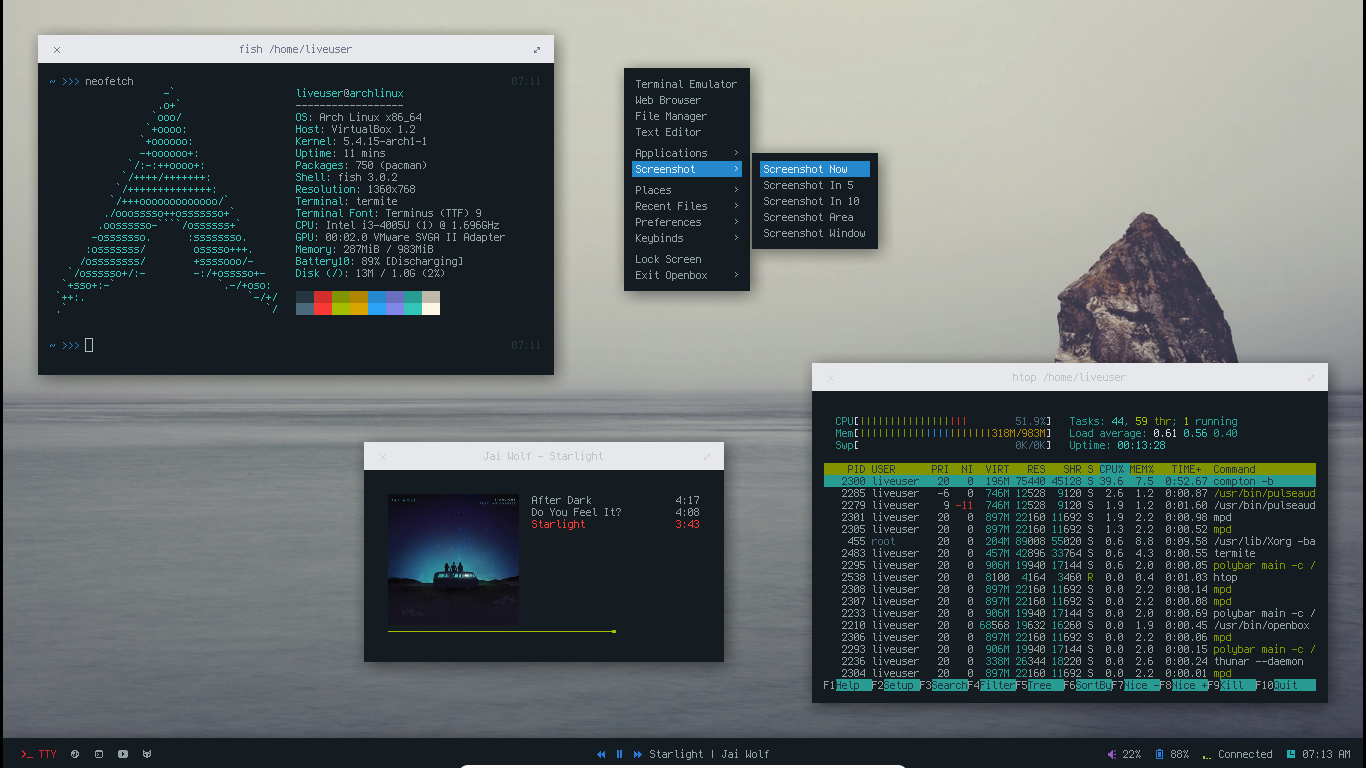 fish /home/liveuser
~ >>> neofetch 07:11
liveuser@archlinux
------------------
OS: Arch Linux x86_64
Host: VirtualBox 1.2
Kernel: 5.4.15-arch1-1
Uptime: 11 mins
Packages: 750 (pacman)
Shell: fish 3.0.2
Resolution: 1360x768
Terminal: termite
Terminal Font: Terminus (TTF) 9
CPU: Intel i3-4005U (1) @ 1.696GHz
GPU: 00:02.0 VMware SVGA II Adapter
Memory: 287MiB / 983MiB
Battery10: 89% [Discharging]
Disk (/): 13M / 1.0G (2%)
~ >>> 07:11
Terminal Emulator
Web Browser
File Manager
Text Editor
Applications
Screenshot
Places
Recent Files
Preferences
Keybinds
Lock Screen
Exit Openbox
Screenshot Now
Screenshot In 5
Screenshot In 10
Screenshot Area
Screenshot Window
Jai Wolf - Starlight
JAI WOLF
STARLIGHT
After Dark 4:17
Do You Feel It? 4:08
Starlight 3:43
htop /home/liveuser
CPU[||||||||||||||||||| 51.9%] Tasks: 44, 59 thr; 1 running
Mem[||||||||||||||||||||||318M/983M] Load average: 0.61 0.56 0.40
Swp[ 0K/0K] Uptime: 00:13:28
PID USER PRI NI VIRT RES SHR S CPU% MEM% TIME+ Command
2300 liveuser 20 0 196M 75440 45128 S 39.6 7.5 0:52.67 compton -b
2285 liveuser -6 0 746M 12528 9120 S 2.6 1.2 0:00.87 /usr/bin/pulseaud
2279 liveuser 9 -11 746M 12528 9120 S 1.9 1.2 0:01.60 /usr/bin/pulseaud
2301 liveuser 20 0 897M 22160 11692 S 1.9 2.2 0:00.98 mpd
2305 liveuser 20 0 897M 22160 11692 S 1.3 2.2 0:00.52 mpd
455 root 20 0 204M 89008 55020 S 0.6 8.8 0:09.58 /usr/lib/Xorg -ba
2483 liveuser 20 0 457M 42896 33764 S 0.6 4.3 0:00.55 termite
2295 liveuser 20 0 906M 19940 17144 S 0.6 2.0 0:00.05 polybar main -c /
2538 liveuser 20 0 8100 4164 3460 R 0.0 0.4 0:01.03 htop
2308 liveuser 20 0 897M 22160 11692 S 0.0 2.2 0:00.14 mpd
2307 liveuser 20 0 897M 22160 11692 S 0.0 2.2 0:00.08 mpd
2233 liveuser 20 0 906M 19940 17144 S 0.0 2.0 0:00.69 polybar main -c /
2210 liveuser 20 0 68568 19632 16260 S 0.0 1.9 0:00.45 /usr/bin/openbox
2306 liveuser 20 0 897M 22160 11692 S 0.0 2.2 0:00.06 mpd
2293 liveuser 20 0 906M 19940 17144 S 0.0 2.0 0:00.15 polybar main -c /
2236 liveuser 20 0 338M 26344 18220 S 0.0 2.6 0:00.24 thunar --daemon
2304 liveuser 20 0 897M 22160 11692 S 0.0 2.2 0:00.01 mpd
F1Help F2Setup F3SearchF4FilterF5Tree F6SortByF7Nice -F8Nice +F9Kill F10Quit
>_ TTY
Starlight | Jai Wolf
22% 88% Connected 07:13 AM